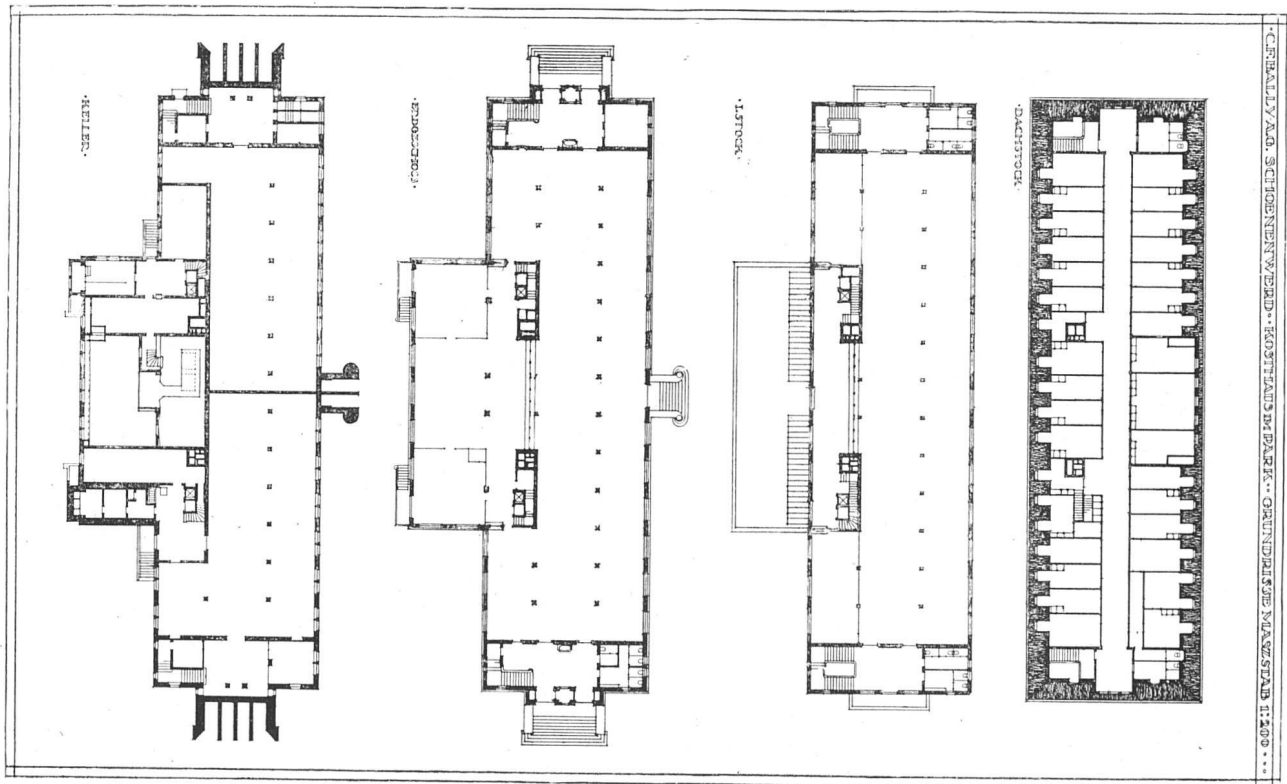 ·C.F.BALLY A.G. SCHOENENWERD· KOSTHAUS IM PARK·· GRUNDRISSE MASZSTAB 1:200 ····
·KELLER·
·ERDGESCHOSS·
·I.STOCK·
·DACHSTOCK·